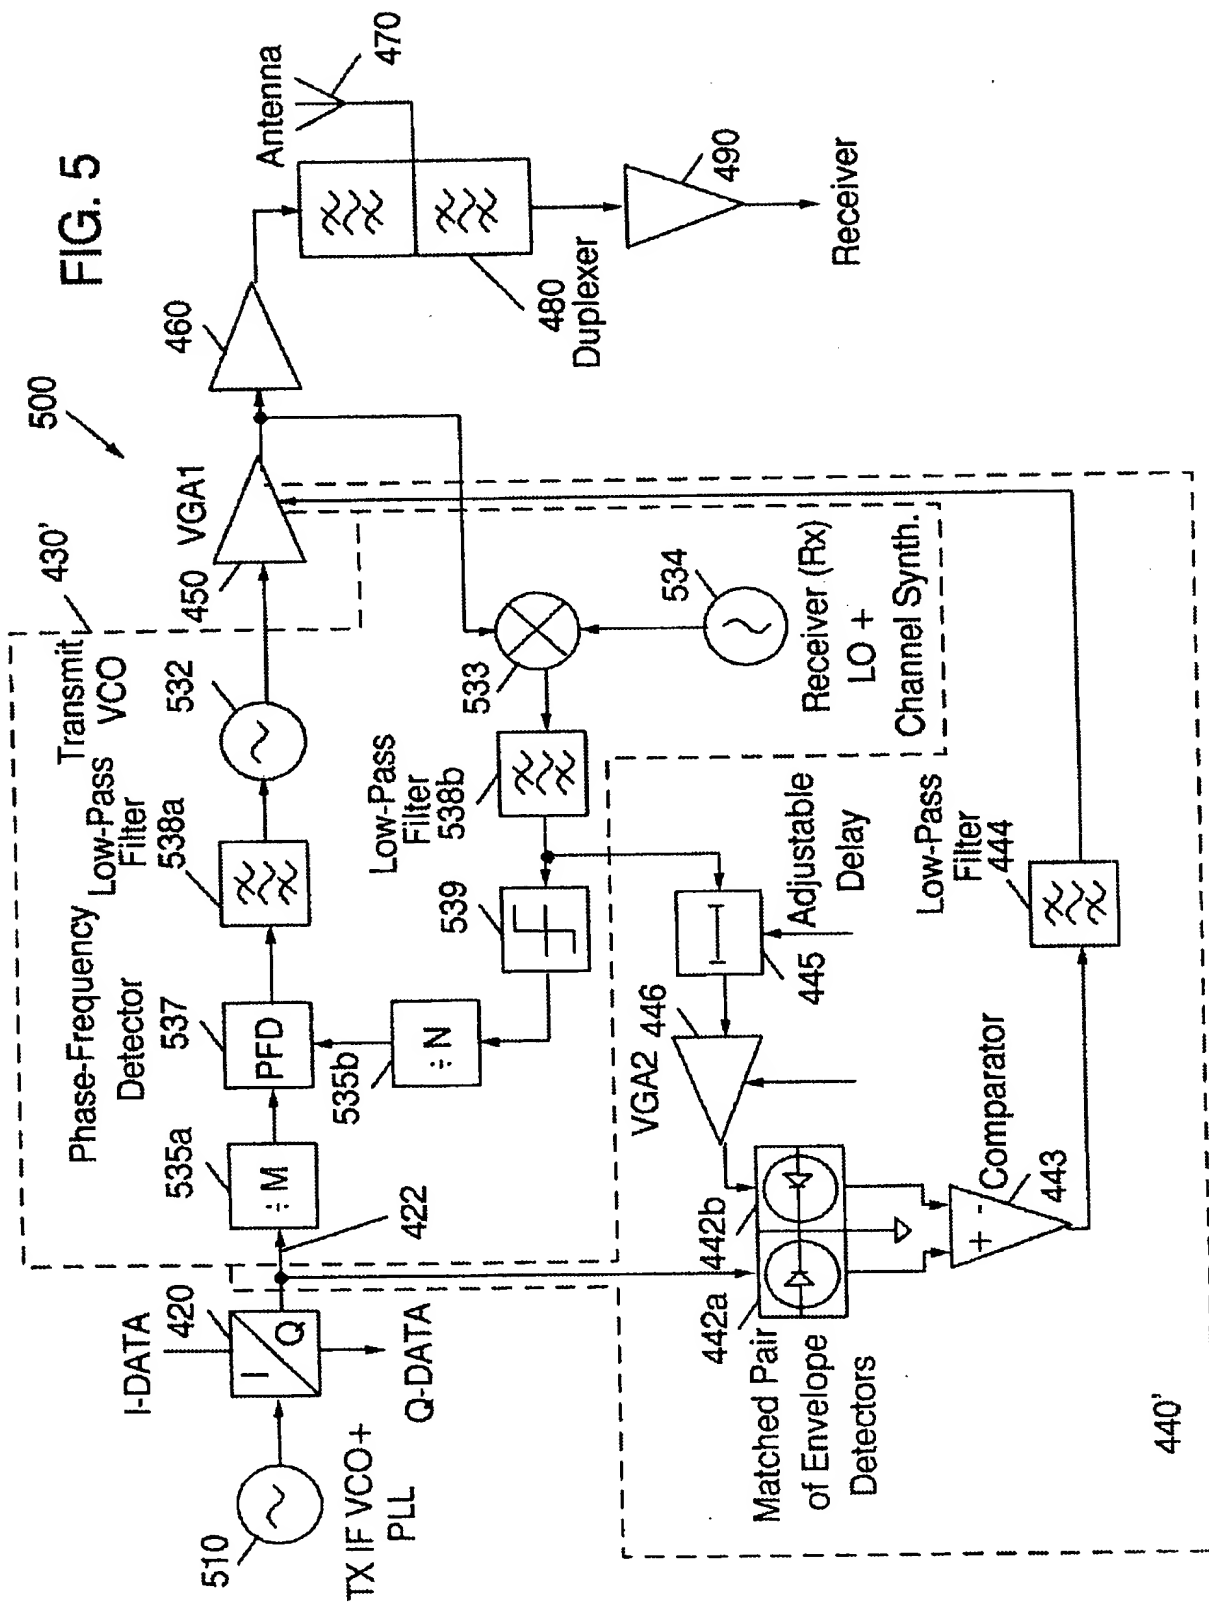 FIG. 5
500
430'
Transmit
VCO
532
Low-Pass
Filter
538a
Phase-Frequency
Detector
537
PFD
535a
÷M
422
I-DATA
420
I
Q
Q-DATA
510
TX IF VCO+
PLL
450
VGA1
460
Antenna
470
480
Duplexer
490
Receiver
533
534
Receiver (Rx)
LO +
Channel Synth.
Low-Pass
Filter
538b
539
535b
÷N
Adjustable
Delay
445
446
VGA2
442b
442a
Matched Pair
of Envelope
Detectors
+
-
Comparator
443
Low-Pass
Filter
444
440'